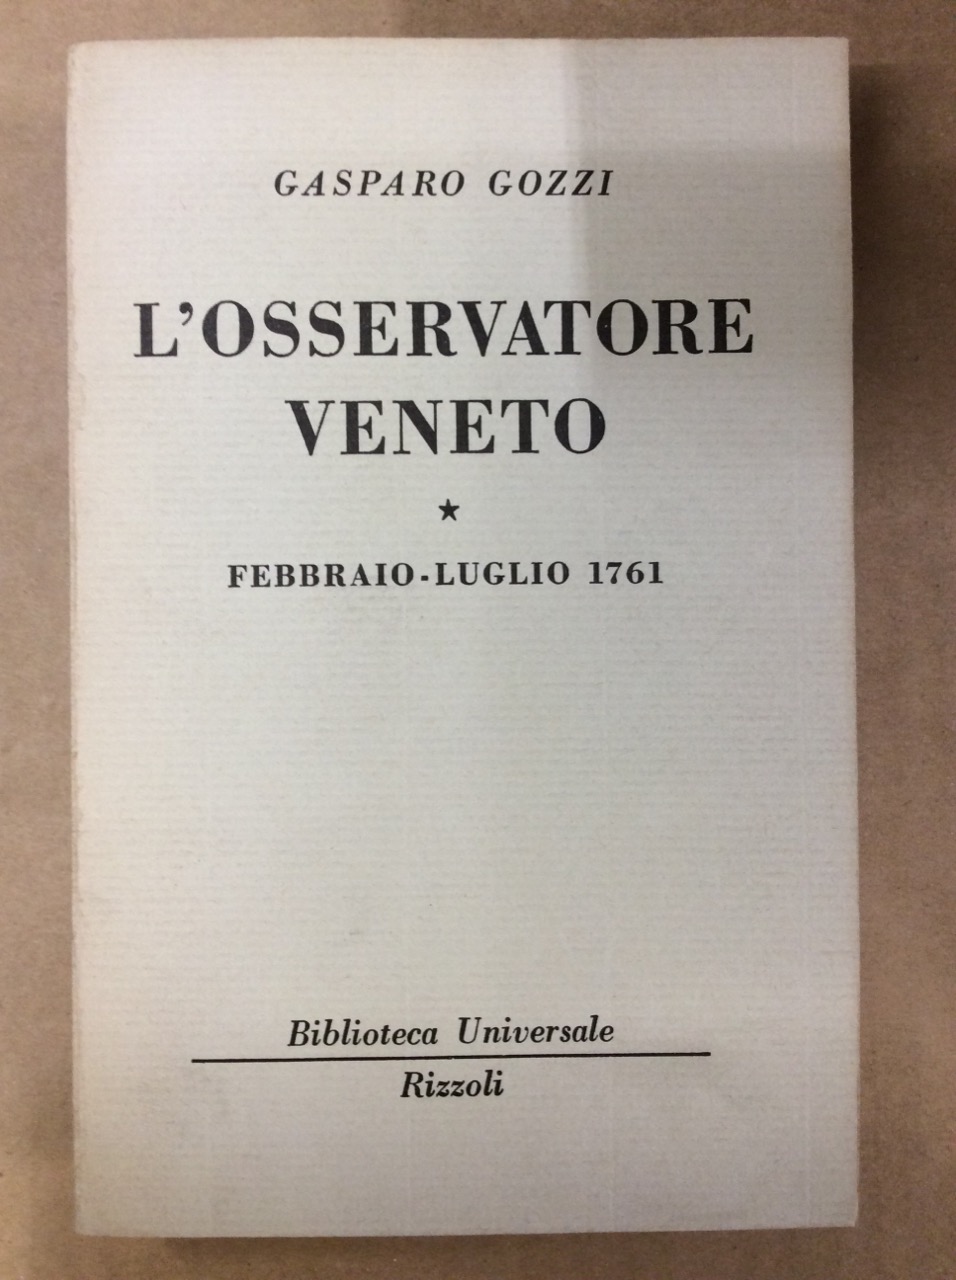 GASPARO GOZZI
L'OSSERVATORE
VENETO
★
FEBBRAIO-LUGLIO 1761
Biblioteca Universale
Rizzoli